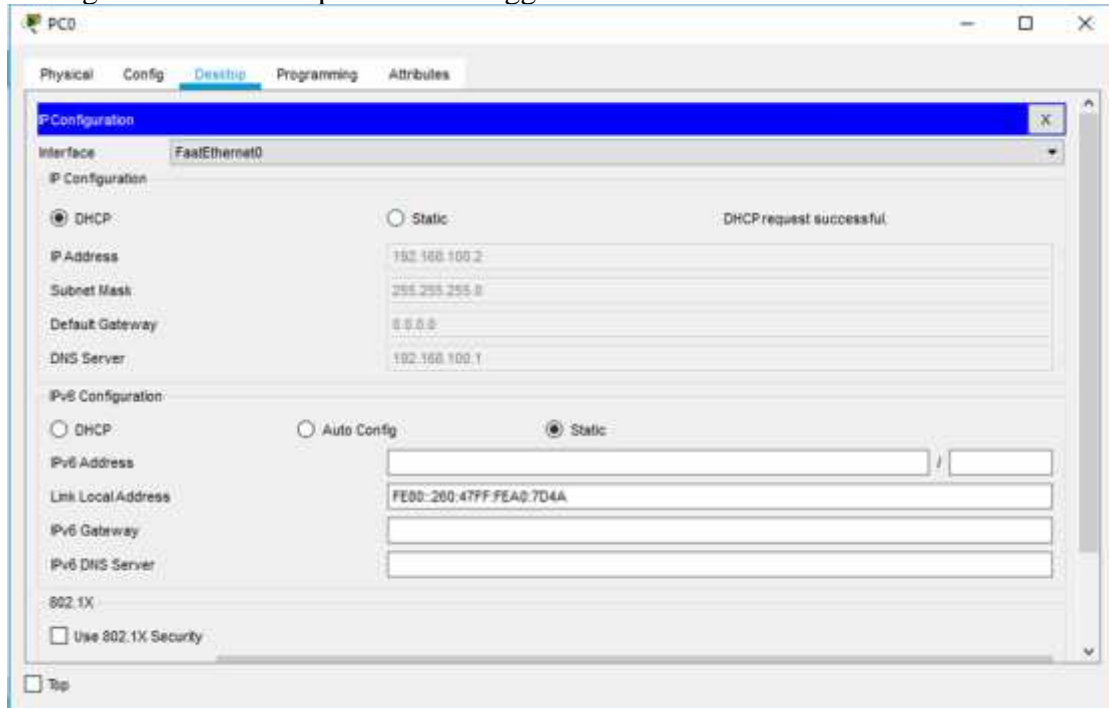 PC0
Physical Config Desktop Programming Attributes
IP Configuration X
Interface FastEthernet0
IP Configuration
DHCP Static DHCP request successful.
IP Address 192.168.100.2
Subnet Mask 255.255.255.0
Default Gateway 0.0.0.0
DNS Server 192.168.100.1
IPv6 Configuration
DHCP Auto Config Static
IPv6 Address /
Link Local Address FE80::260:47FF:FEA0:7D4A
IPv6 Gateway
IPv6 DNS Server
802.1X
Use 802.1X Security
Top